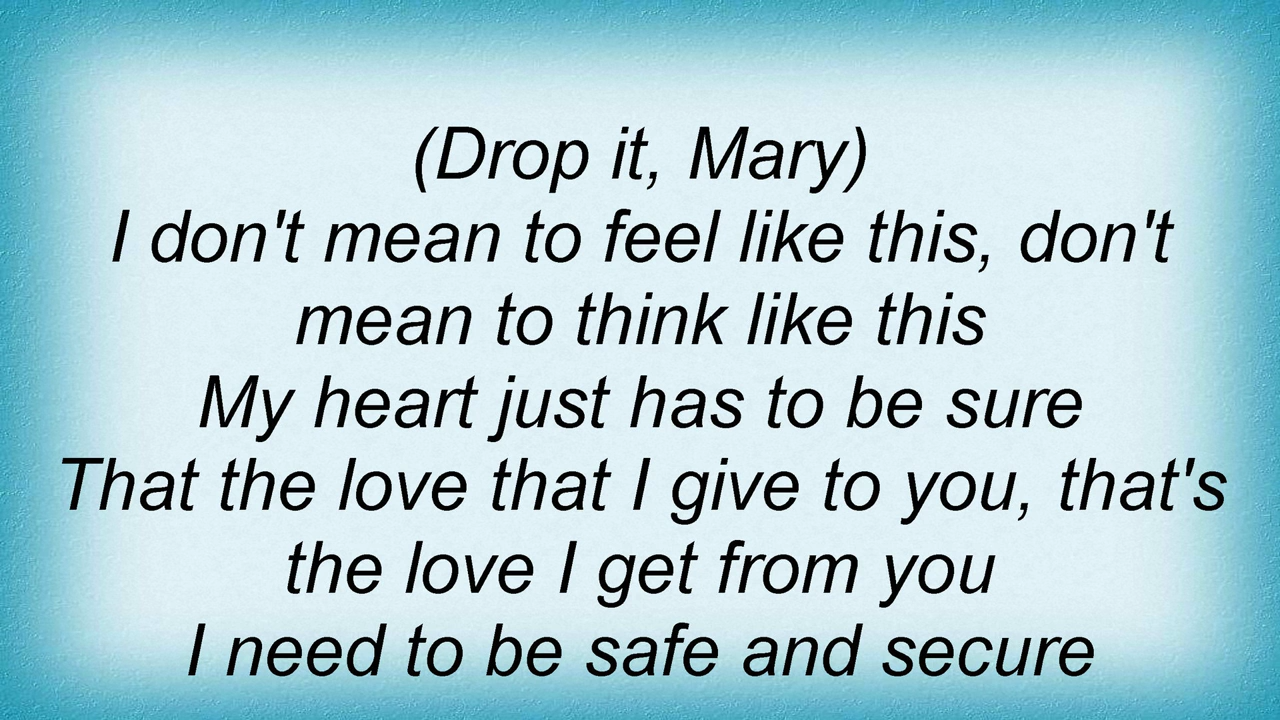 (Drop it, Mary)
I don't mean to feel like this, don't
mean to think like this
My heart just has to be sure
That the love that I give to you, that's
the love I get from you
I need to be safe and secure